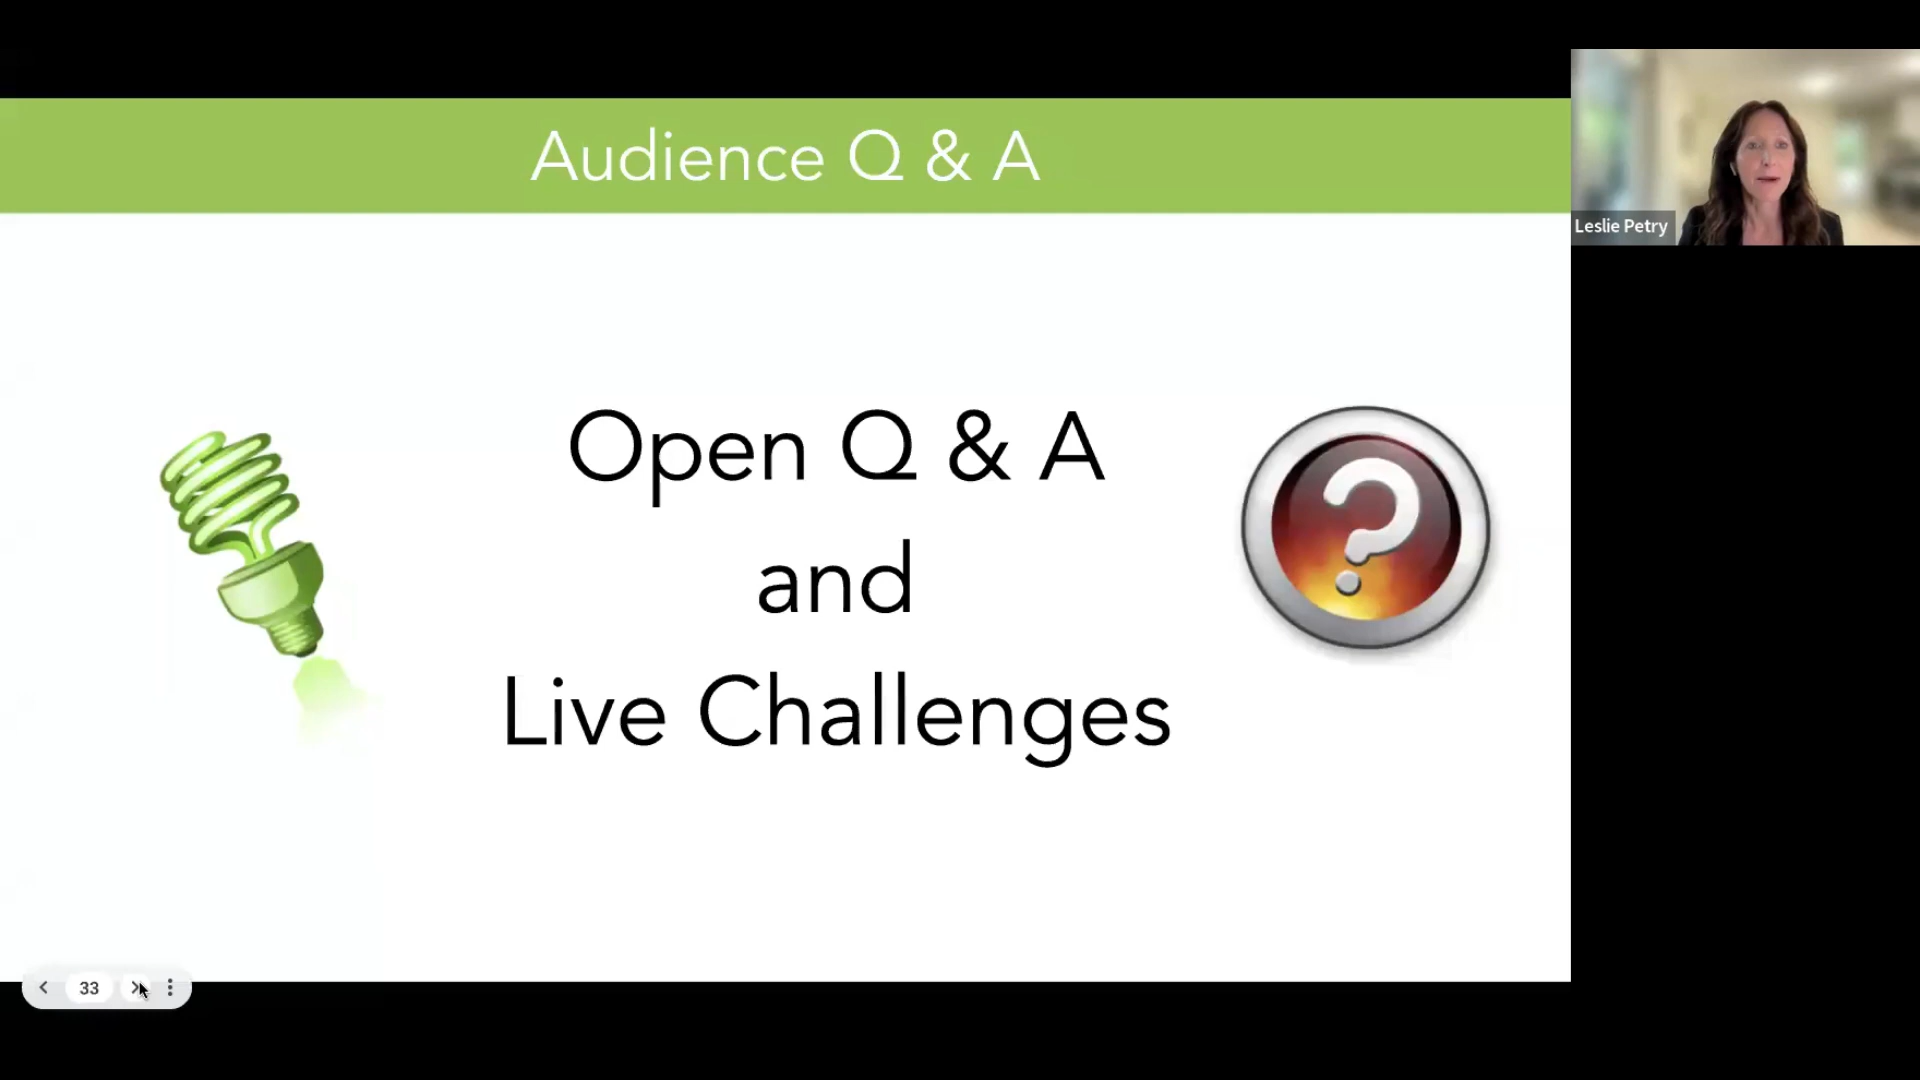 Audience Q & A
Leslie Petry
Open Q & A
and
Live Challenges
?
33